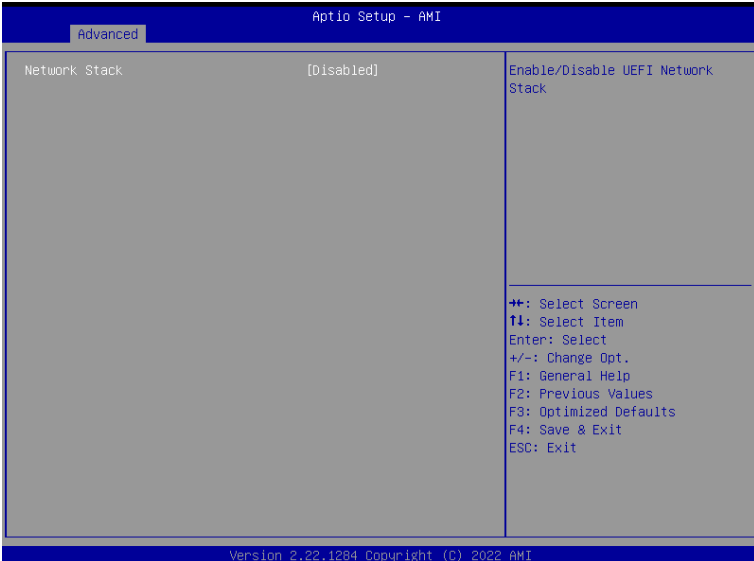 Aptio Setup – AMI
Advanced
Network Stack [Disabled]
Enable/Disable UEFI Network
Stack
→←: Select Screen
↑↓: Select Item
Enter: Select
+/-: Change Opt.
F1: General Help
F2: Previous Values
F3: Optimized Defaults
F4: Save & Exit
ESC: Exit
Version 2.22.1284 Copyright (C) 2022 AMI